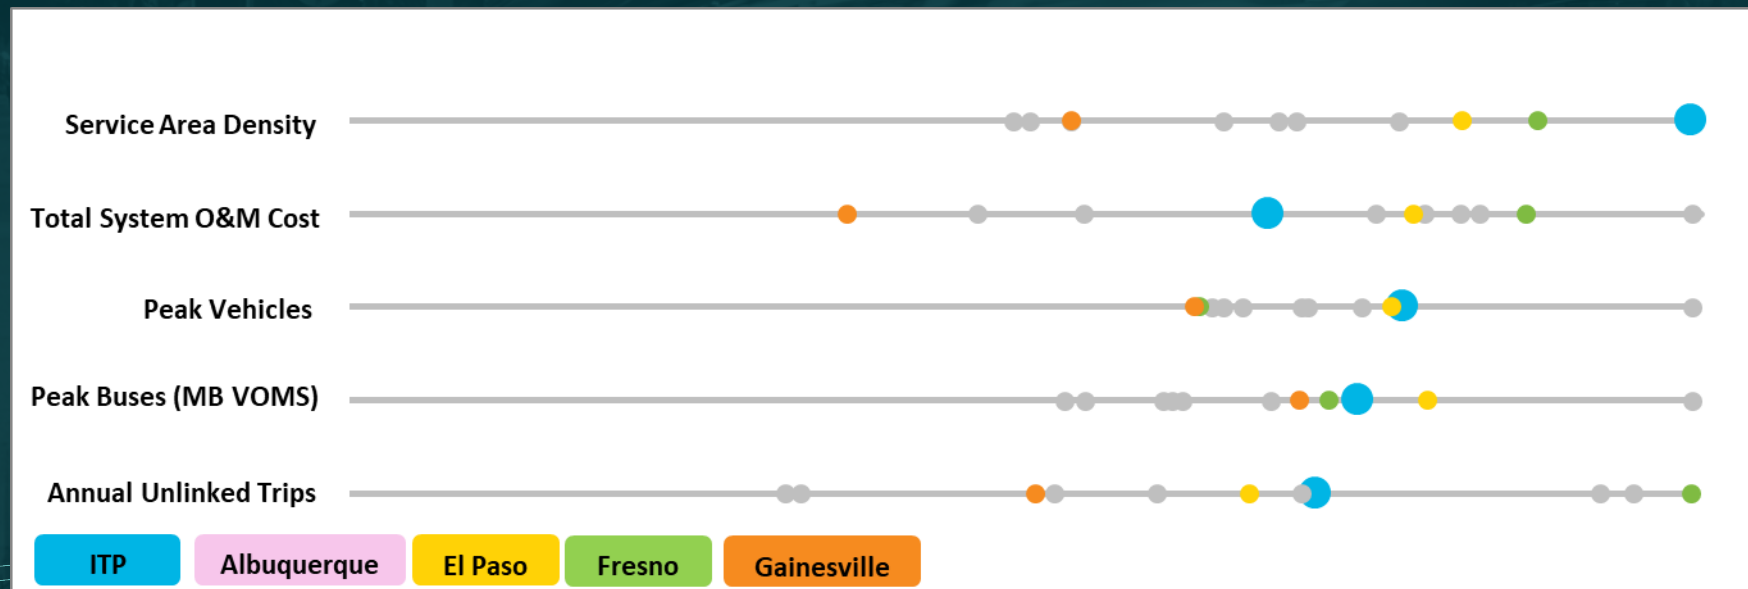 Service Area Density
Total System O&M Cost
Peak Vehicles
Peak Buses (MB VOMS)
Annual Unlinked Trips
ITP Albuquerque El Paso Fresno Gainesville